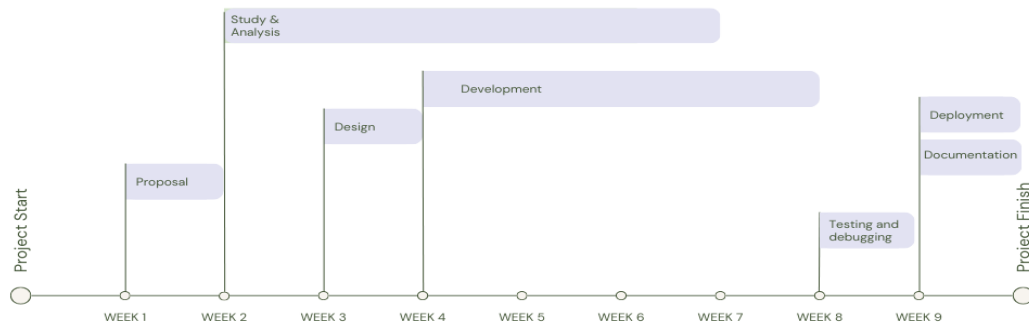 Study &
Analysis
Development
Deployment
Design
Documentation
Proposal
Project Start
Project Finish
Testing and
debugging
WEEK 1
WEEK 2
WEEK 3
WEEK 4
WEEK 5
WEEK 6
WEEK 7
WEEK 8
WEEK 9